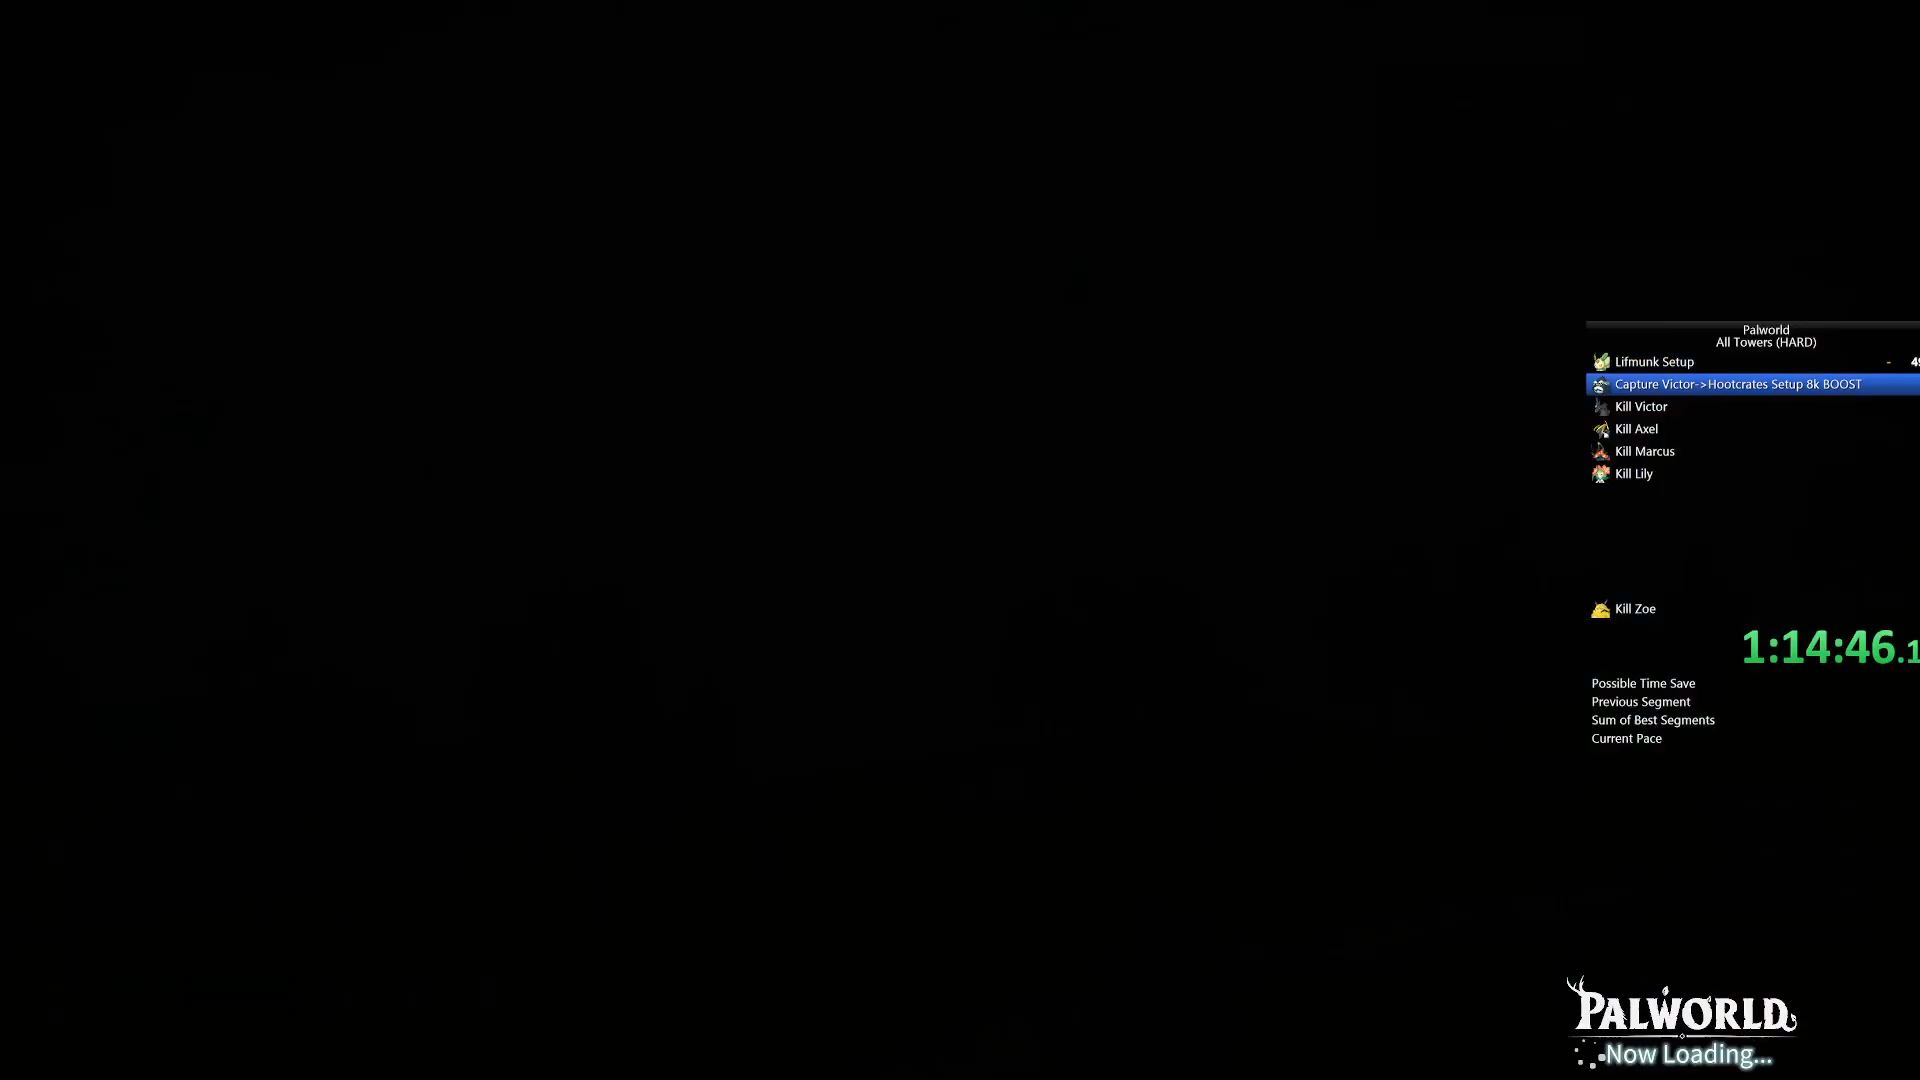 Palworld
All Towers (HARD)
Lifmunk Setup -
Capture Victor->Hootcrates Setup 8k BOOST
Kill Victor
Kill Axel
Kill Marcus
Kill Lily
Kill Zoe
1:14:46.1
Possible Time Save
Previous Segment
Sum of Best Segments
Current Pace
PALWORLD
Now Loading...